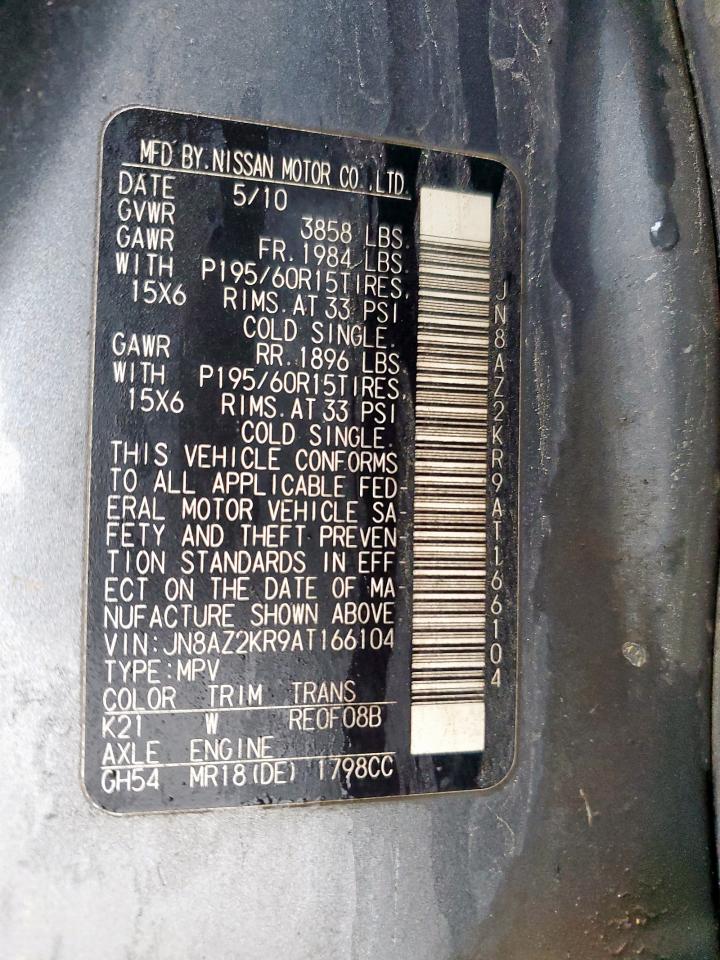 MFD BY. NISSAN MOTOR CO., LTD.
DATE 5/10
GVWR 3858 LBS.
GAWR FR. 1984 LBS.
WITH P195/60R15TIRES,
15X6 RIMS. AT 33 PSI
COLD SINGLE.
GAWR RR. 1896 LBS.
WITH P195/60R15TIRES,
15X6 RIMS. AT 33 PSI
COLD SINGLE.
THIS VEHICLE CONFORMS
TO ALL APPLICABLE FED-
ERAL MOTOR VEHICLE SA-
FETY AND THEFT PREVEN-
TION STANDARDS IN EFF-
ECT ON THE DATE OF MA-
NUFACTURE SHOWN ABOVE
VIN:JN8AZ2KR9AT166104
TYPE:MPV
COLOR TRIM TRANS
K21 W RE0F08B
AXLE ENGINE
GH54 MR18(DE) 1798CC
JN8AZ2KR9AT166104